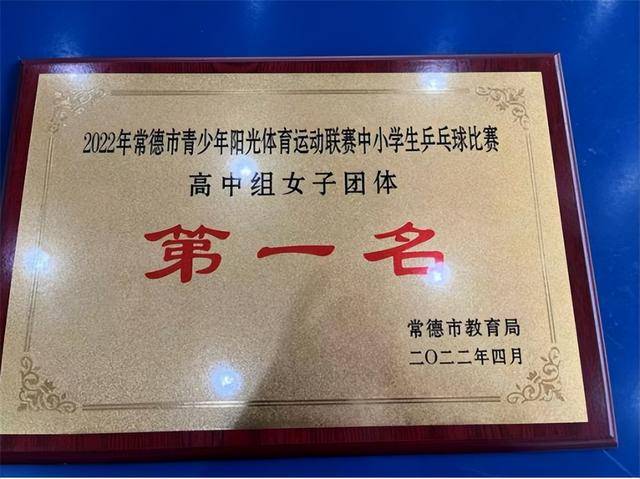 2022年常德市青少年阳光体育运动联赛中小学生乒乓球比赛
高中组女子团体
第一名
常德市教育局
二〇二二年四月